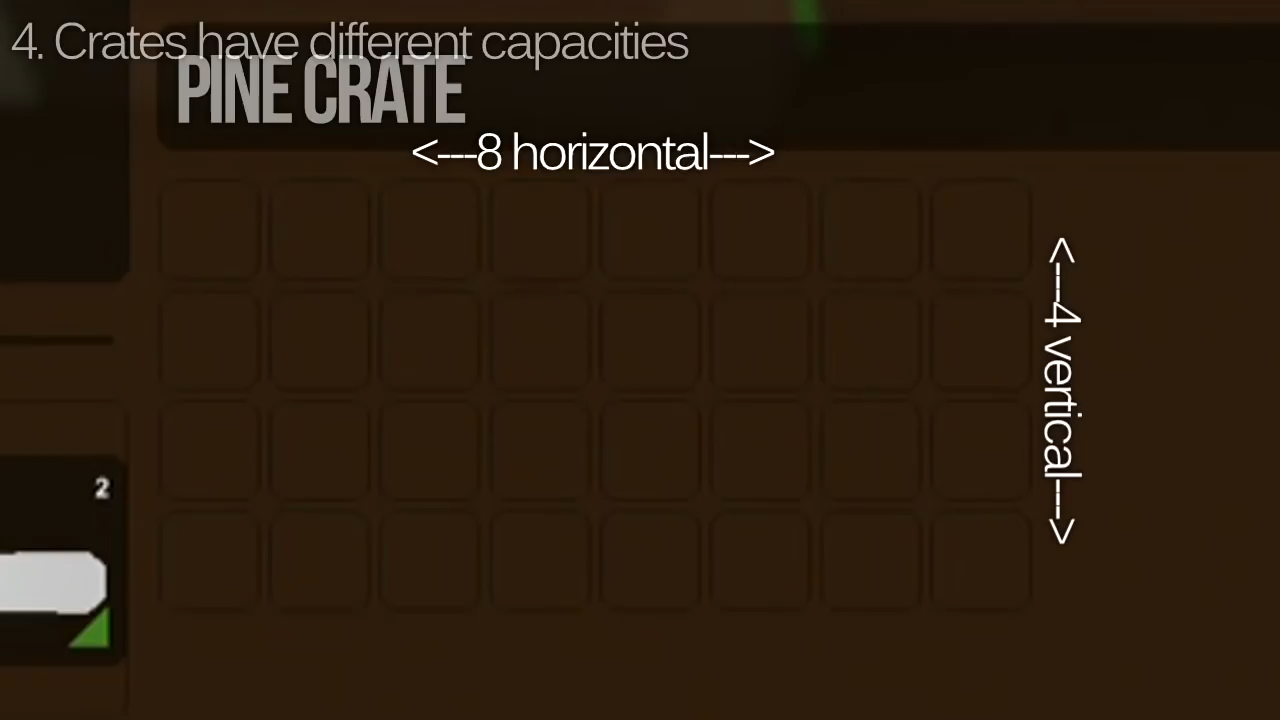 4. Crates have different capacities
PINE CRATE
<---8 horizontal--->
<---4 vertical--->
2